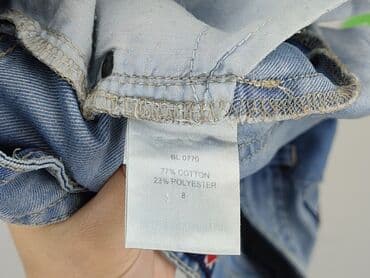 BL 0770
77% COTTON
23% POLYESTER
8